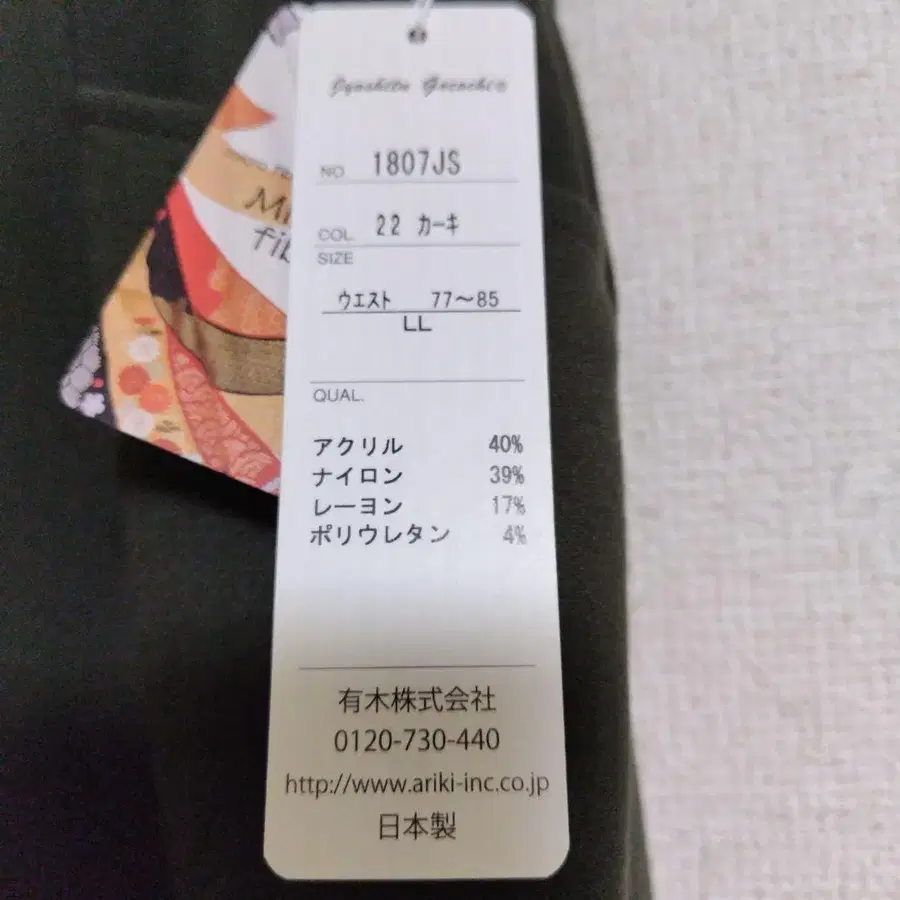 NO 1807JS
COL. 22 カーキ
SIZE
ウエスト 77〜85
LL
QUAL.
アクリル 40%
ナイロン 39%
レーヨン 17%
ポリウレタン 4%
有木株式会社
0120-730-440
http://www.ariki-inc.co.jp
日本製